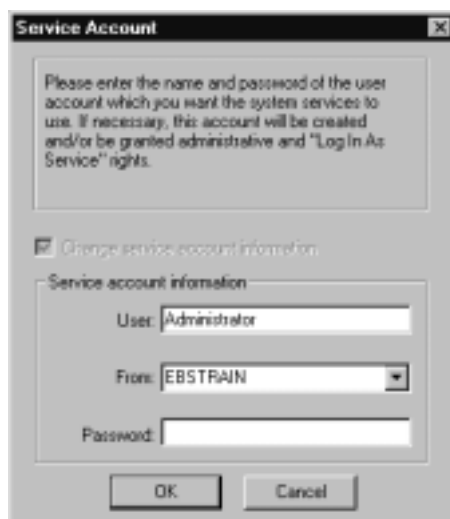 Service Account
Please enter the name and password of the user
account which you want the system services to
use. If necessary, this account will be created
and/or be granted administrative and "Log In As
Service" rights.
Change service account information
Service account information
User: Administrator
From: EBSTRAIN
Password:
OK Cancel